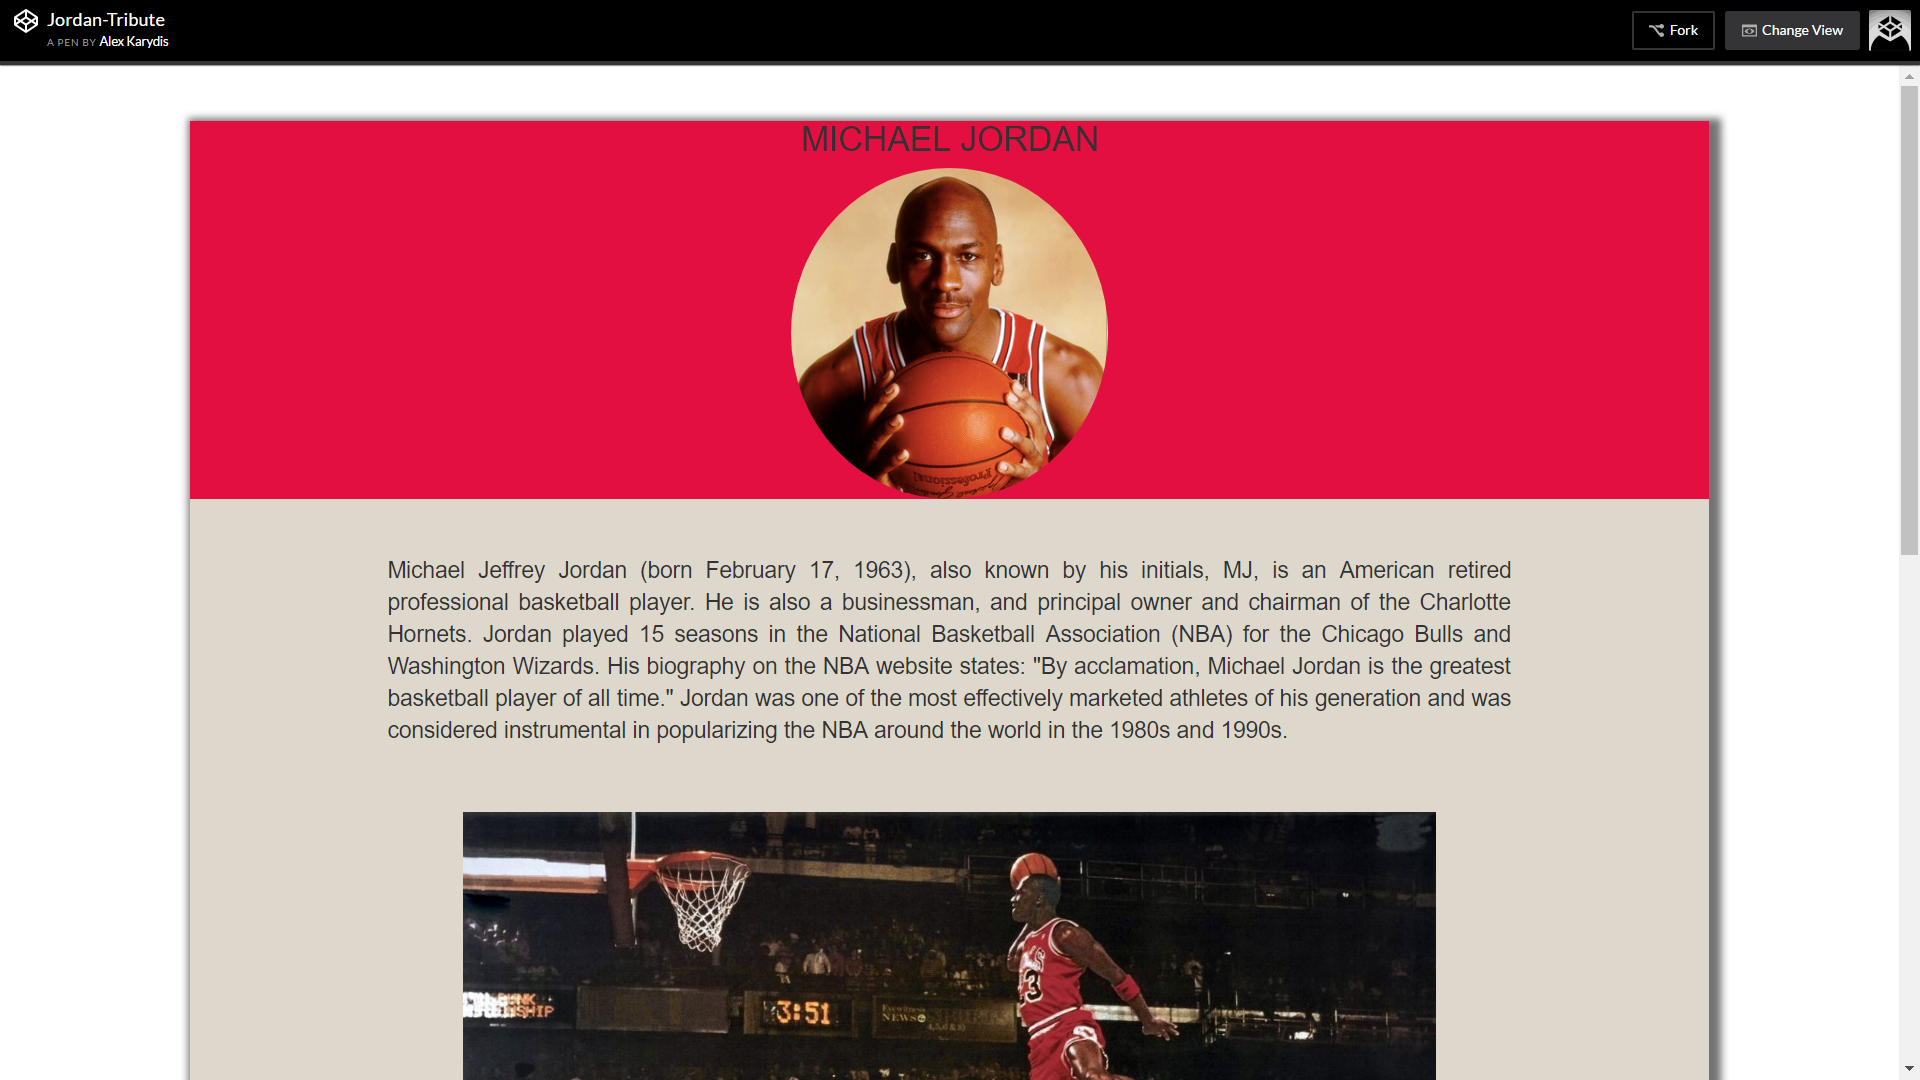 Jordan-Tribute
A PEN BY Alex Karydis
Fork
Change View
MICHAEL JORDAN
Professional
Michael Jeffrey Jordan (born February 17, 1963), also known by his initials, MJ, is an American retired
professional basketball player. He is also a businessman, and principal owner and chairman of the Charlotte
Hornets. Jordan played 15 seasons in the National Basketball Association (NBA) for the Chicago Bulls and
Washington Wizards. His biography on the NBA website states: "By acclamation, Michael Jordan is the greatest
basketball player of all time." Jordan was one of the most effectively marketed athletes of his generation and was
considered instrumental in popularizing the NBA around the world in the 1980s and 1990s.
3:51
Eyewitness
NEWS
23